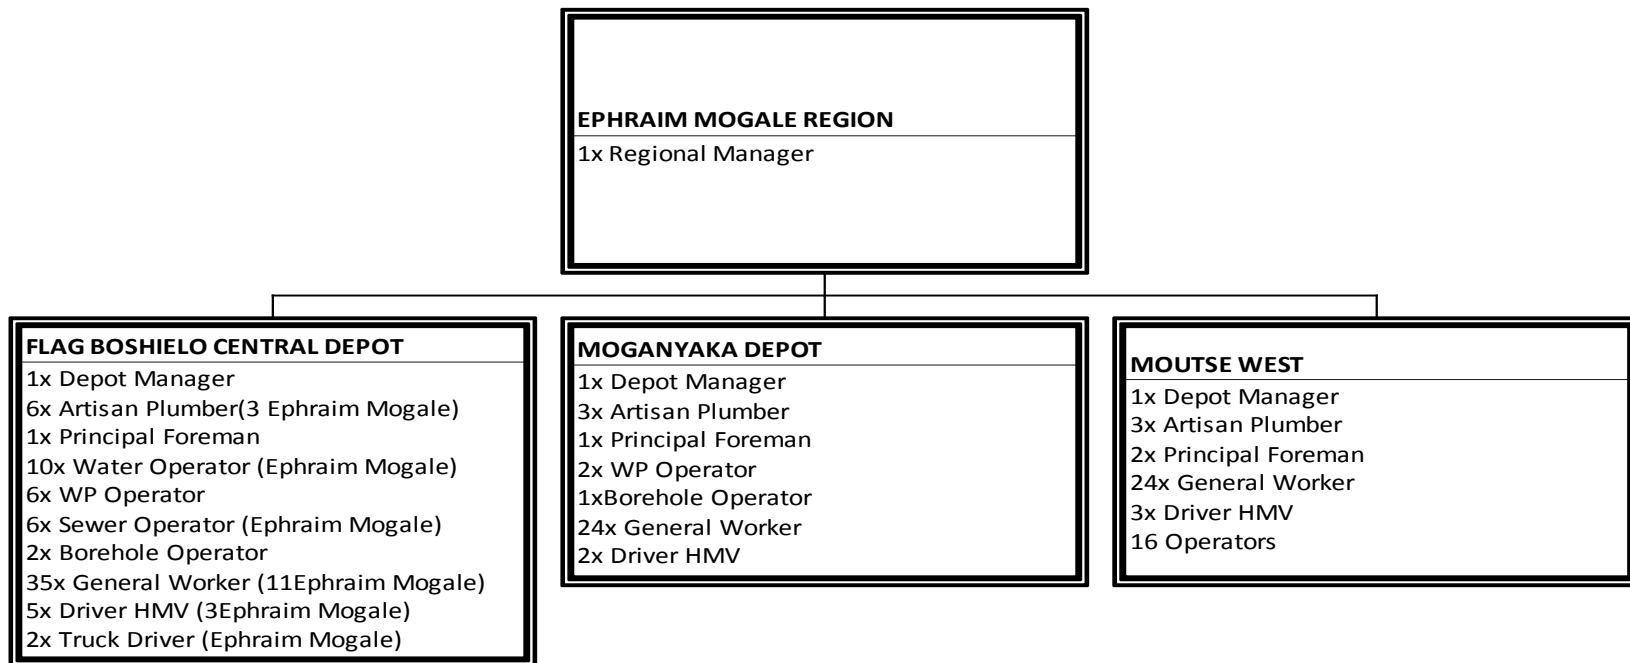 EPHRAIM MOGALE REGION
1x Regional Manager
FLAG BOSHIELO CENTRAL DEPOT
1x Depot Manager
6x Artisan Plumber(3 Ephraim Mogale)
1x Principal Foreman
10x Water Operator (Ephraim Mogale)
6x WP Operator
6x Sewer Operator (Ephraim Mogale)
2x Borehole Operator
35x General Worker (11Ephraim Mogale)
5x Driver HMV (3Ephraim Mogale)
2x Truck Driver (Ephraim Mogale)
MOGANYAKA DEPOT
1x Depot Manager
3x Artisan Plumber
1x Principal Foreman
2x WP Operator
1xBorehole Operator
24x General Worker
2x Driver HMV
MOUTSE WEST
1x Depot Manager
3x Artisan Plumber
2x Principal Foreman
24x General Worker
3x Driver HMV
16 Operators